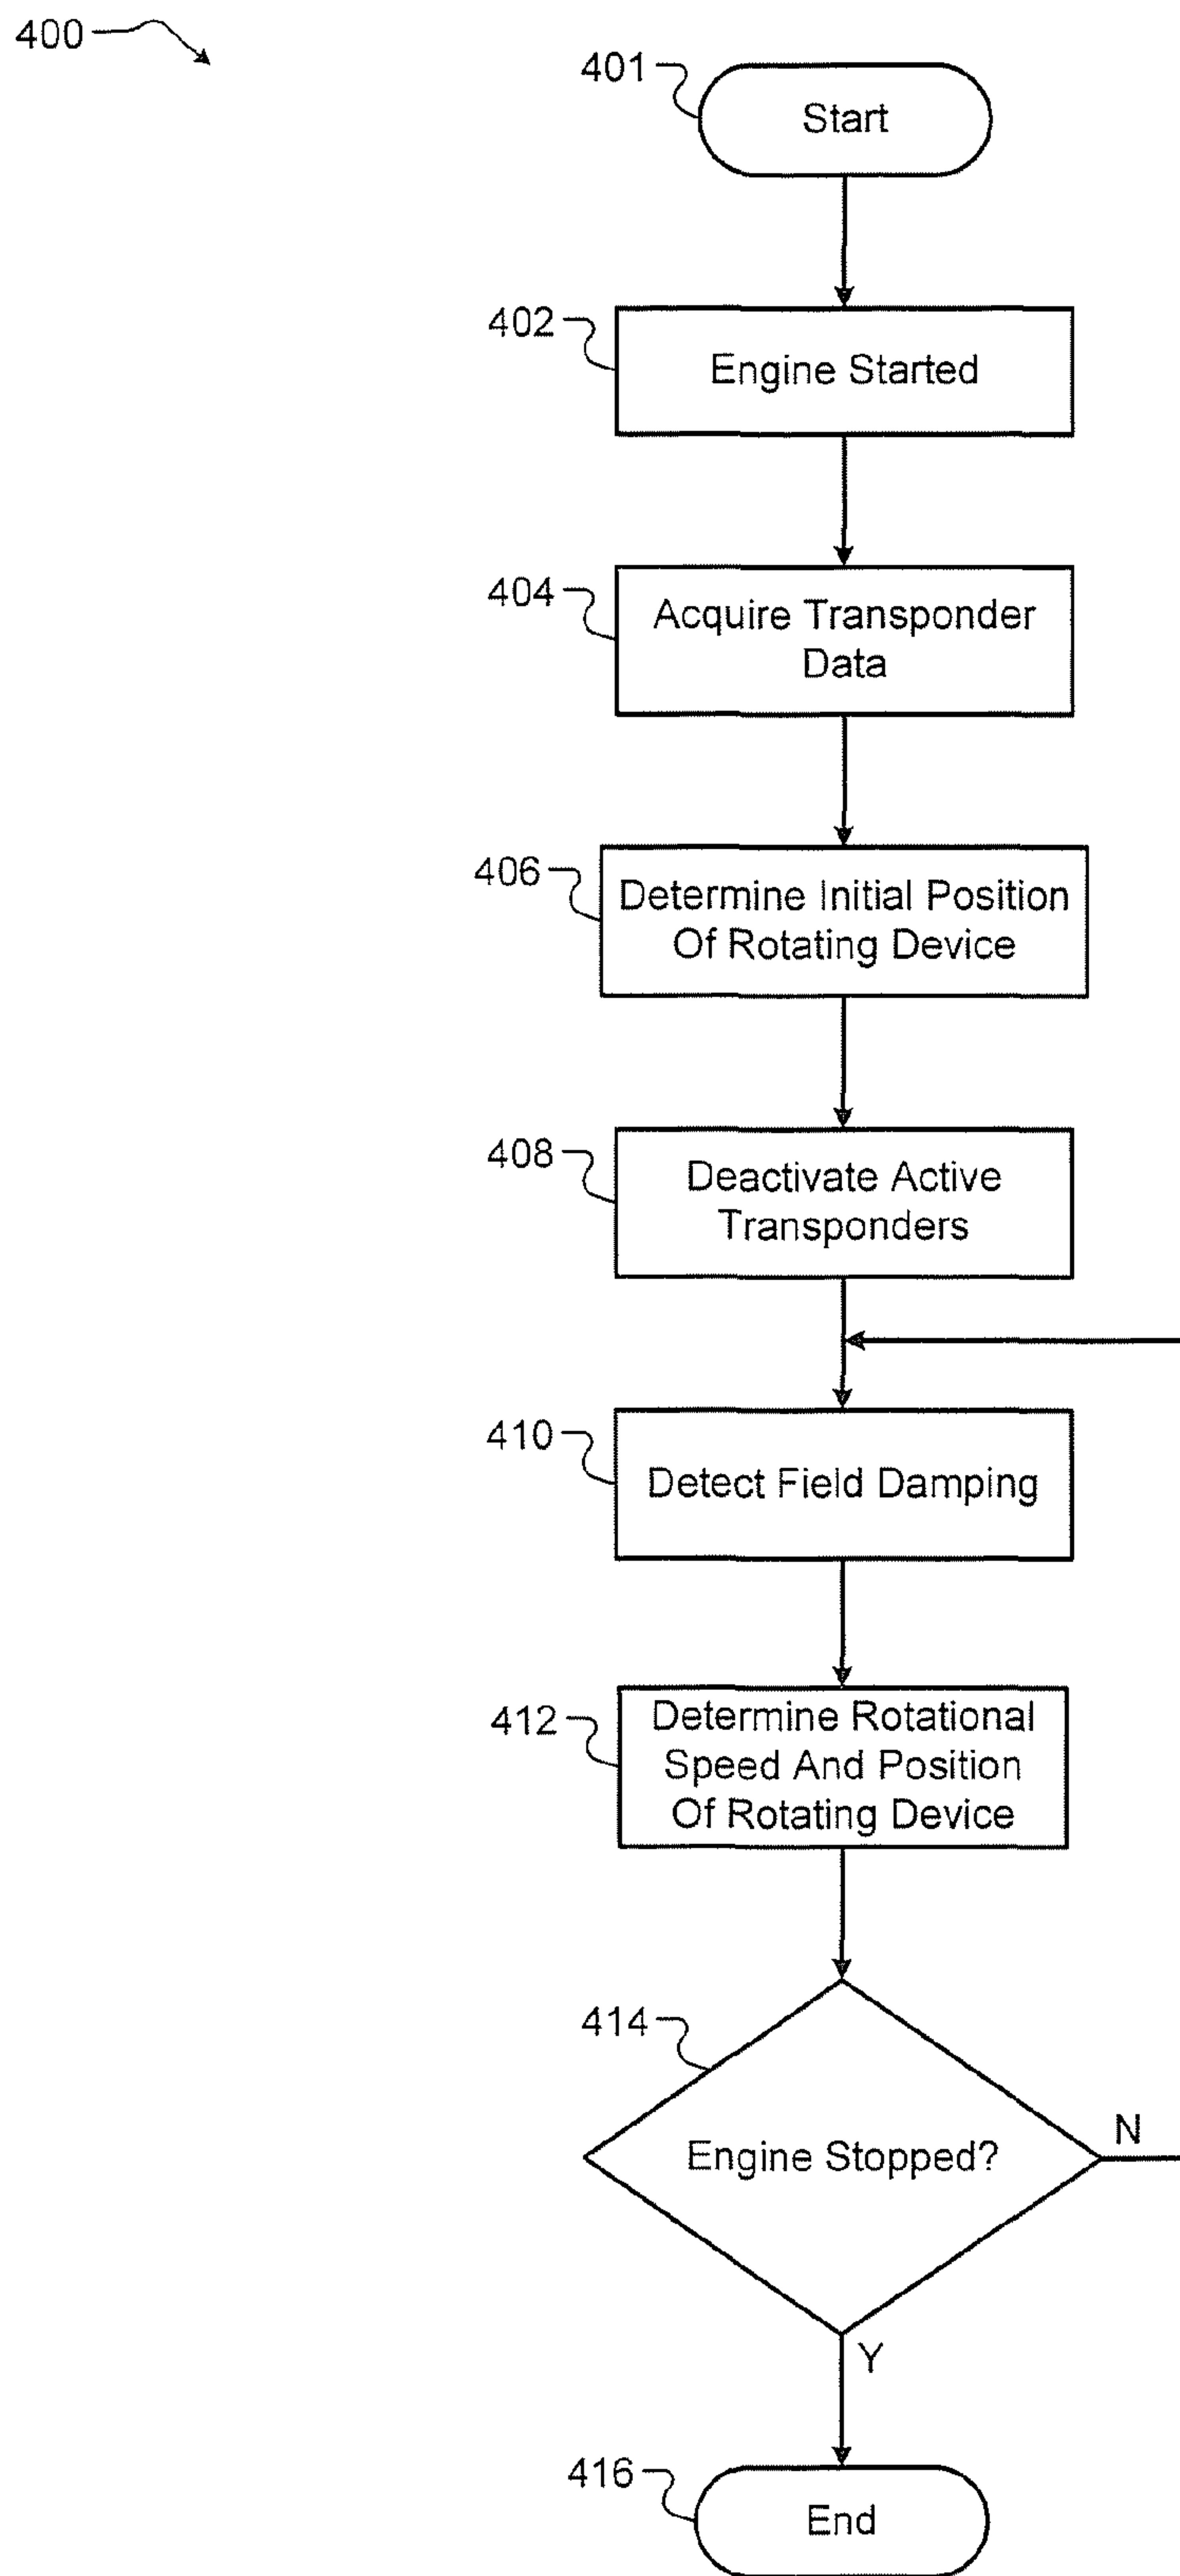 400
401
Start
402
Engine Started
404
Acquire Transponder
Data
406
Determine Initial Position
Of Rotating Device
408
Deactivate Active
Transponders
410
Detect Field Damping
412
Determine Rotational
Speed And Position
Of Rotating Device
414
Engine Stopped?
N
Y
416
End